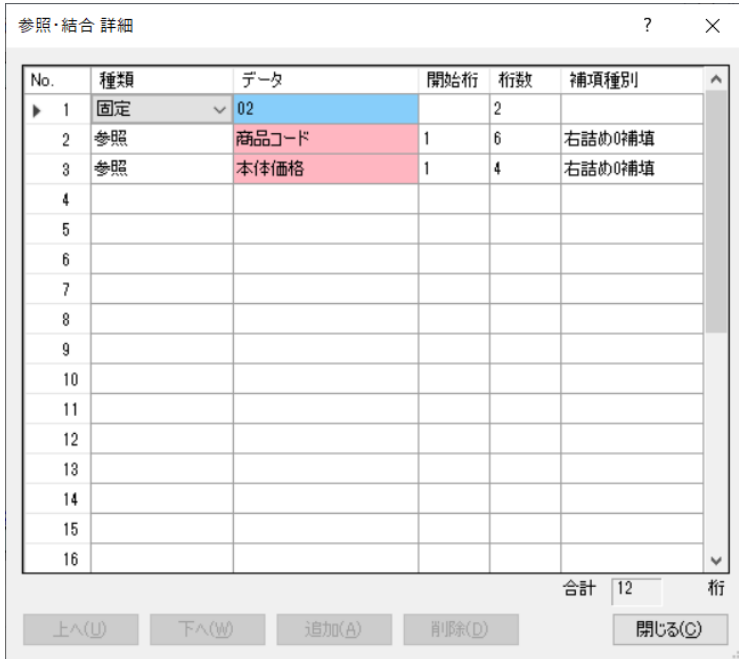 参照・結合 詳細 ?
No. 種類 データ 開始桁 桁数 補項種別
1 固定 02 2
2 参照 商品コード 1 6 右詰め0補填
3 参照 本体価格 1 4 右詰め0補填
4
5
6
7
8
9
10
11
12
13
14
15
16
合計 12 桁
上へ(U) 下へ(W) 追加(A) 削除(D) 閉じる(C)